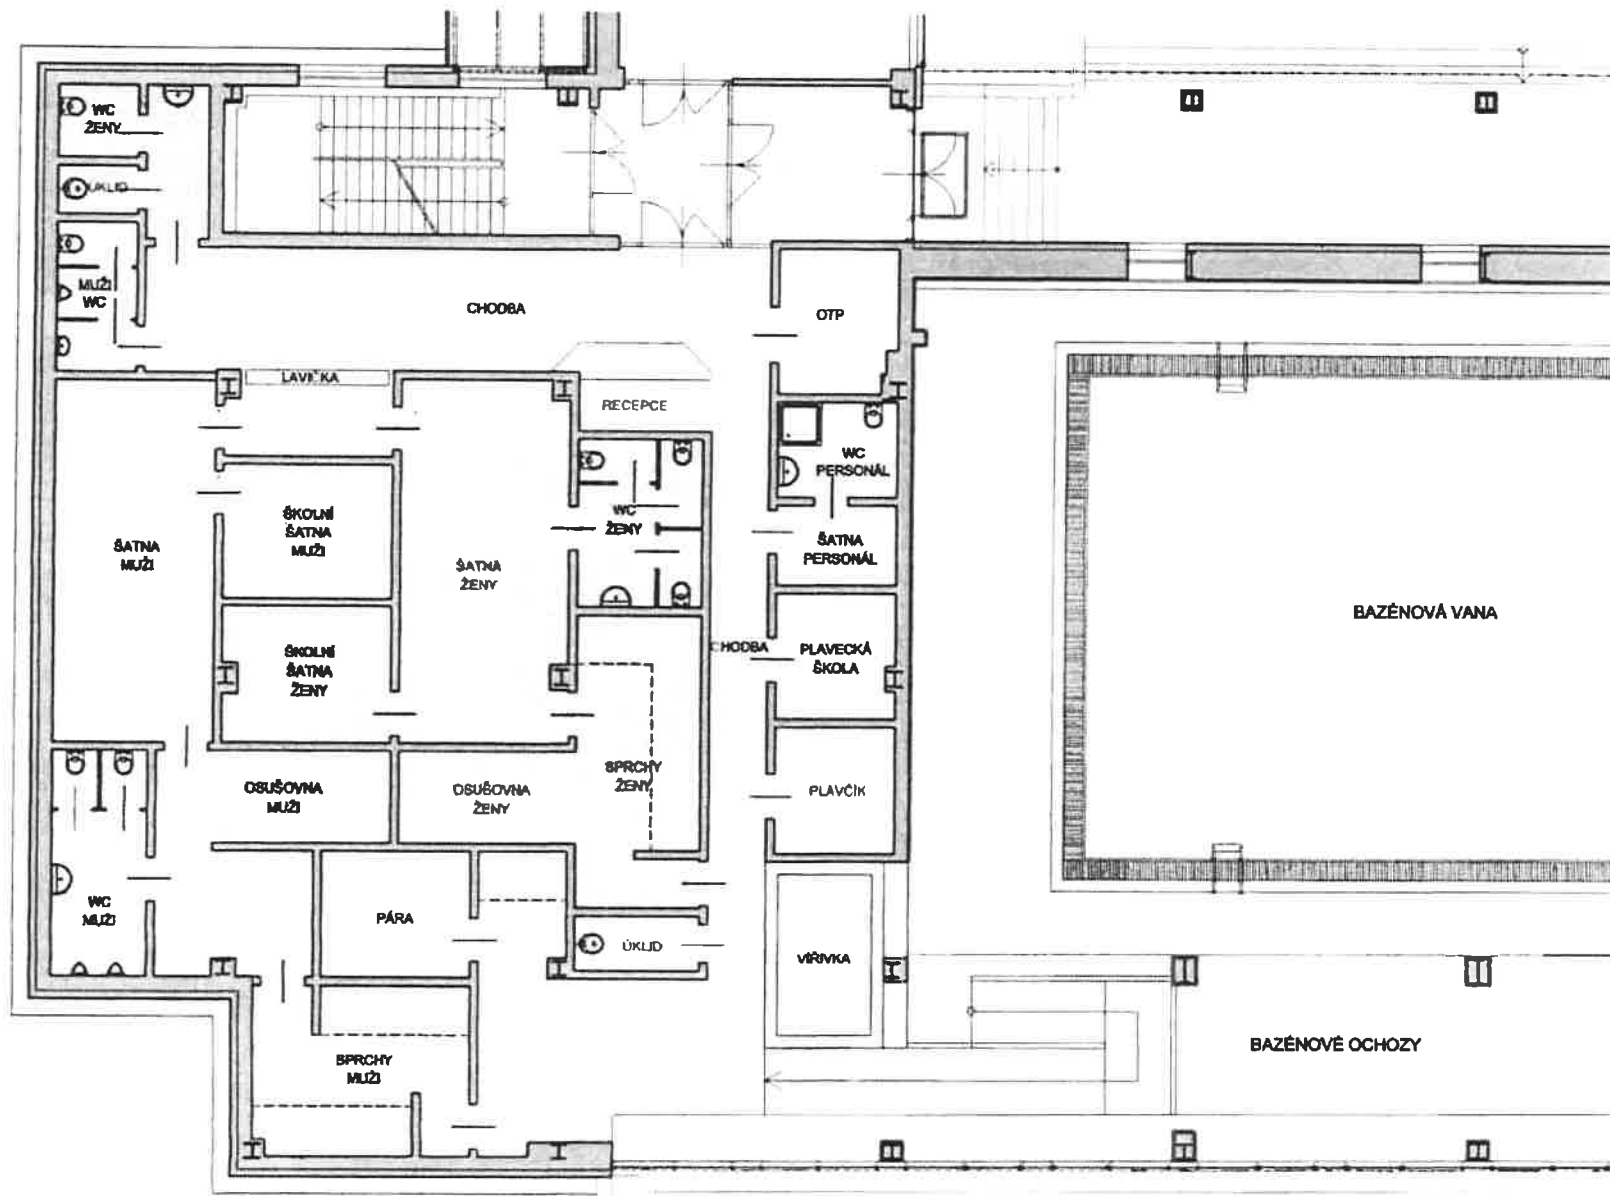 WC
ŽENY
ÚKLID
MUŽI
WC
CHODBA
OTP
LAVIČKA
RECEPCE
WC
PERSONÁL
ŠKOLNÍ
ŠATNA
MUŽI
WC
ŽENY
ŠATNA
PERSONÁL
ŠATNA
MUŽI
ŠATNA
ŽENY
BAZÉNOVÁ VANA
ŠKOLNÍ
ŠATNA
ŽENY
CHODBA
PLAVECKÁ
ŠKOLA
SPRCHY
ŽENY
OSUŠOVNA
MUŽI
OSUŠOVNA
ŽENY
PLAVČÍK
WC
MUŽI
PÁRA
ÚKLID
VÍŘIVKA
BAZÉNOVÉ OCHOZY
SPRCHY
MUŽI